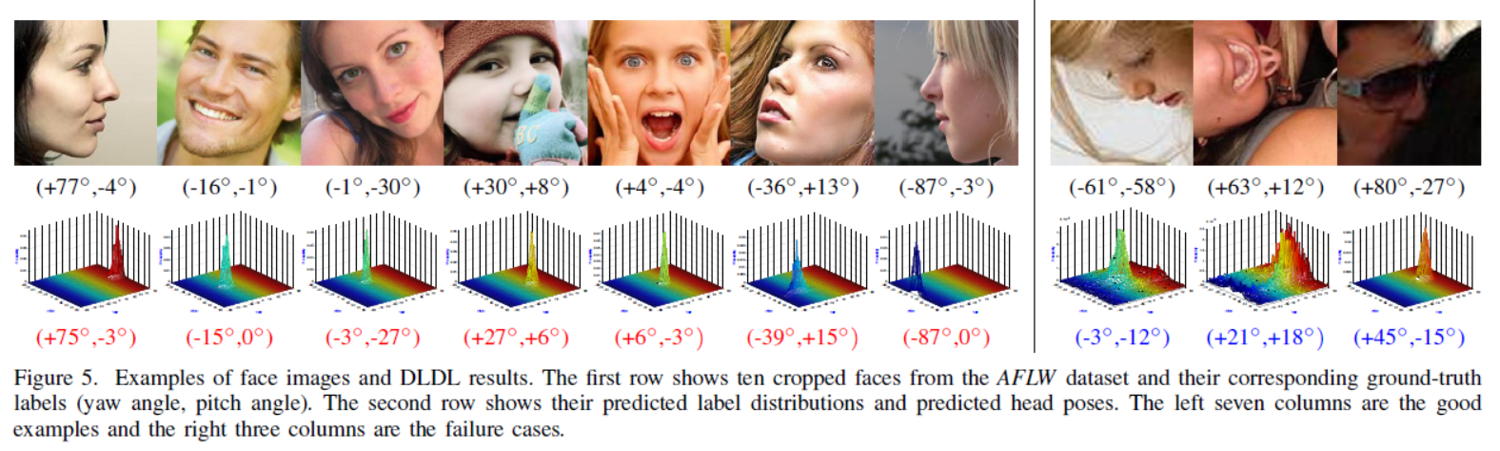 BC
(+77°,-4°) (-16°,-1°) (-1°,-30°) (+30°,+8°) (+4°,-4°) (-36°,+13°) (-87°,-3°) (-61°,-58°) (+63°,+12°) (+80°,-27°)
(+75°,-3°) (-15°,0°) (-3°,-27°) (+27°,+6°) (+6°,-3°) (-39°,+15°) (-87°,0°) (-3°,-12°) (+21°,+18°) (+45°,-15°)
Figure 5. Examples of face images and DLDL results. The first row shows ten cropped faces from the AFLW dataset and their corresponding ground-truth
labels (yaw angle, pitch angle). The second row shows their predicted label distributions and predicted head poses. The left seven columns are the good
examples and the right three columns are the failure cases.